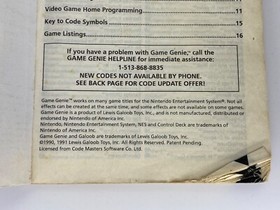 Video Game Home Programming 11
Key to Code Symbols 15
Game Listings 16
If you have a problem with Game Genie,™ call the
GAME GENIE HELPLINE for immediate assistance:
1-513-868-8835
NEW CODES NOT AVAILABLE BY PHONE.
SEE BACK PAGE FOR CODE UPDATE OFFER!
Game Genie™ works on many game titles for the Nintendo Entertainment System®. Not all
effects can be created at the same time, and some effects are not available on some games.
Game Genie is a product of Lewis Galoob Toys, Inc., and is not manufactured, distributed or
endorsed by Nintendo of America Inc.
Nintendo, Nintendo Entertainment System, NES and Control Deck are trademarks of
Nintendo of America Inc.
Game Genie and Galoob are trademarks of Lewis Galoob Toys, Inc.
©1990, 1991 Lewis Galoob Toys, Inc. All Rights Reserved. Patent Pending.
Licensed from Code Masters Software Co. Ltd.